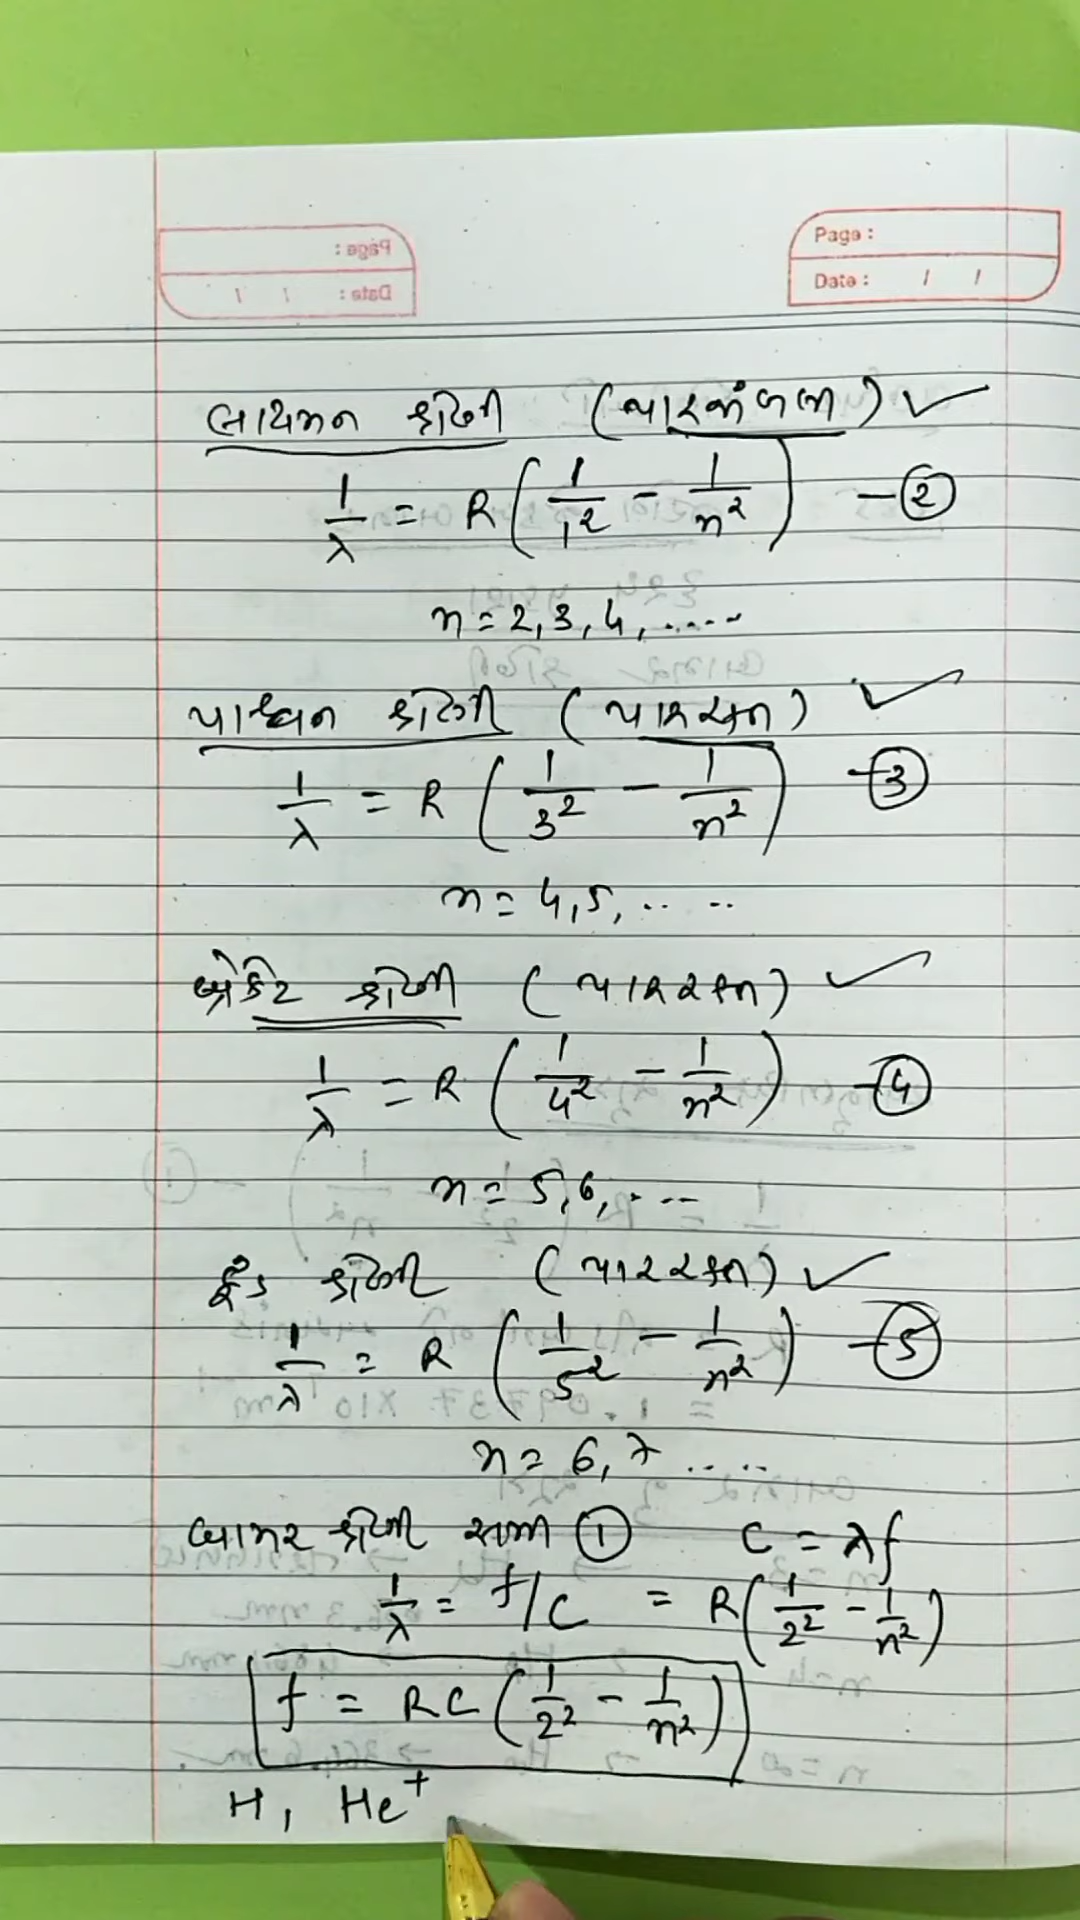 Page :
Date : / /
લાયમન શ્રેણી (પારજાંબલી) ✓
1/λ = R(1/1² − 1/n²) —②
n = 2, 3, 4, .....
પાશ્વન શ્રેણી (પારરક્ત) ✓
1/λ = R(1/3² − 1/n²) —③
n = 4, 5, .. ..
બ્રેકેટ શ્રેણી (પારરક્ત) ✓
1/λ = R(1/4² − 1/n²) —④
n = 5, 6, ....
ફંડ શ્રેણી (પારરક્ત) ✓
1/λ = R(1/5² − 1/n²) —⑤
n = 6, 7 .....
બામર શ્રેણી સમી ① C = λf
1/λ = f/C = R(1/2² − 1/n²)
f = RC(1/2² − 1/n²)
H, He⁺